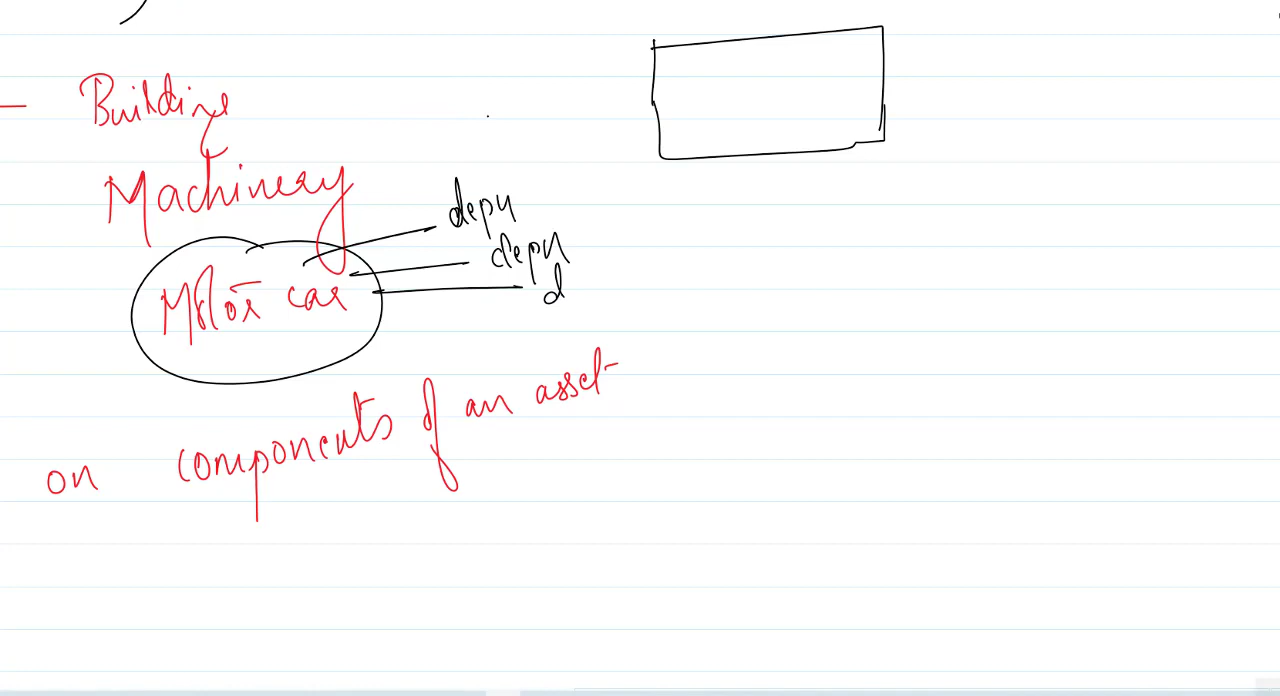 Building
Machinery
depn
depn
Motor car
d
on components of an asset